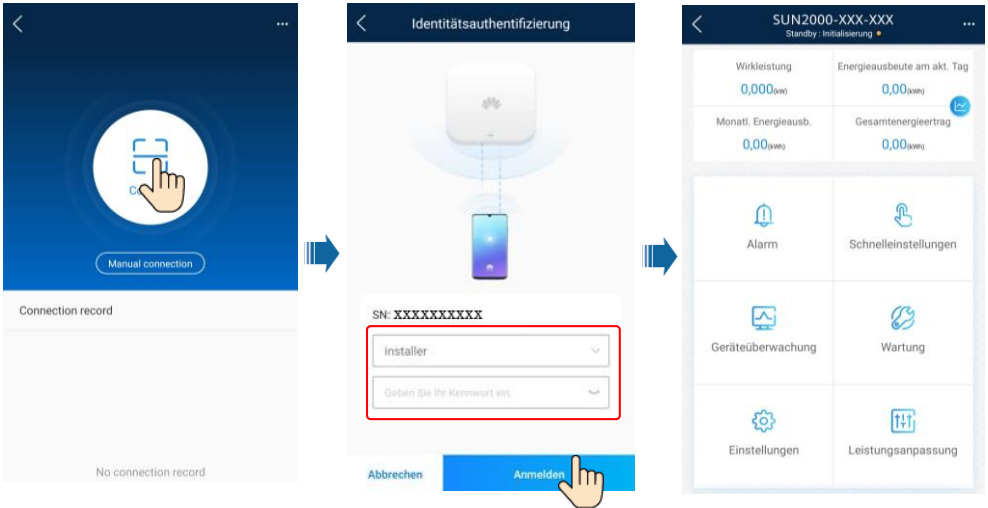 Manual connection
Connection record
No connection record
Identitätsauthentifizierung
SN: XXXXXXXXXX
installer
Geben Sie Ihr Kennwort ein.
Abbrechen
Anmelden
SUN2000-XXX-XXX
Standby : Initialisierung
Wirkleistung
Energieausbeute am akt. Tag
0,000(kW)
0,00(kWh)
Monatl. Energieausb.
Gesamtenergieertrag
0,00(kWh)
0,00(kWh)
Alarm
Schnelleinstellungen
Geräteüberwachung
Wartung
Einstellungen
Leistungsanpassung